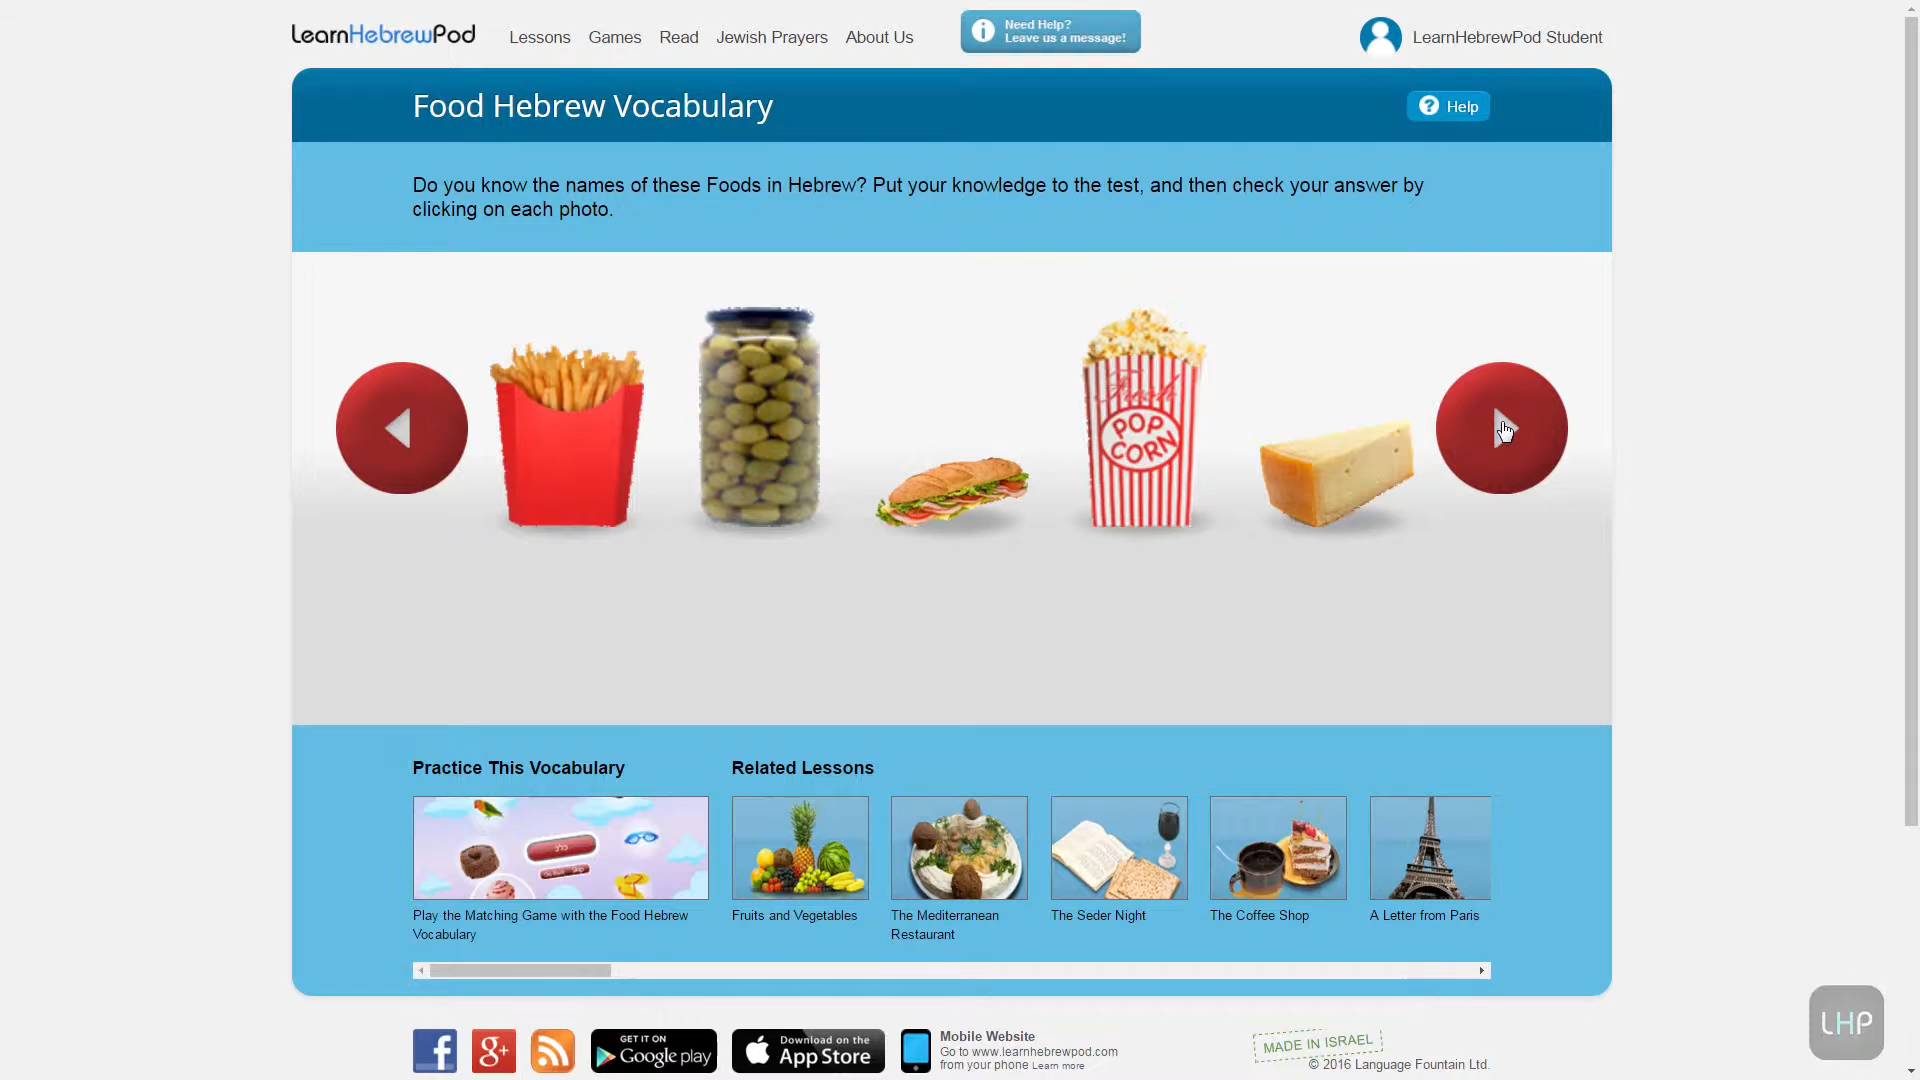 LearnHebrewPod
Lessons
Games
Read
Jewish Prayers
About Us
Need Help?
Leave us a message!
LearnHebrewPod Student
Food Hebrew Vocabulary
Help
Do you know the names of these Foods in Hebrew? Put your knowledge to the test, and then check your answer by
clicking on each photo.
Fresh
POP
CORN
Practice This Vocabulary
Related Lessons
Play the Matching Game with the Food Hebrew
Vocabulary
Fruits and Vegetables
The Mediterranean
Restaurant
The Seder Night
The Coffee Shop
A Letter from Paris
GET IT ON
Google play
Download on the
App Store
Mobile Website
Go to www.learnhebrewpod.com
from your phone Learn more
MADE IN ISRAEL
© 2016 Language Fountain Ltd.
LHP